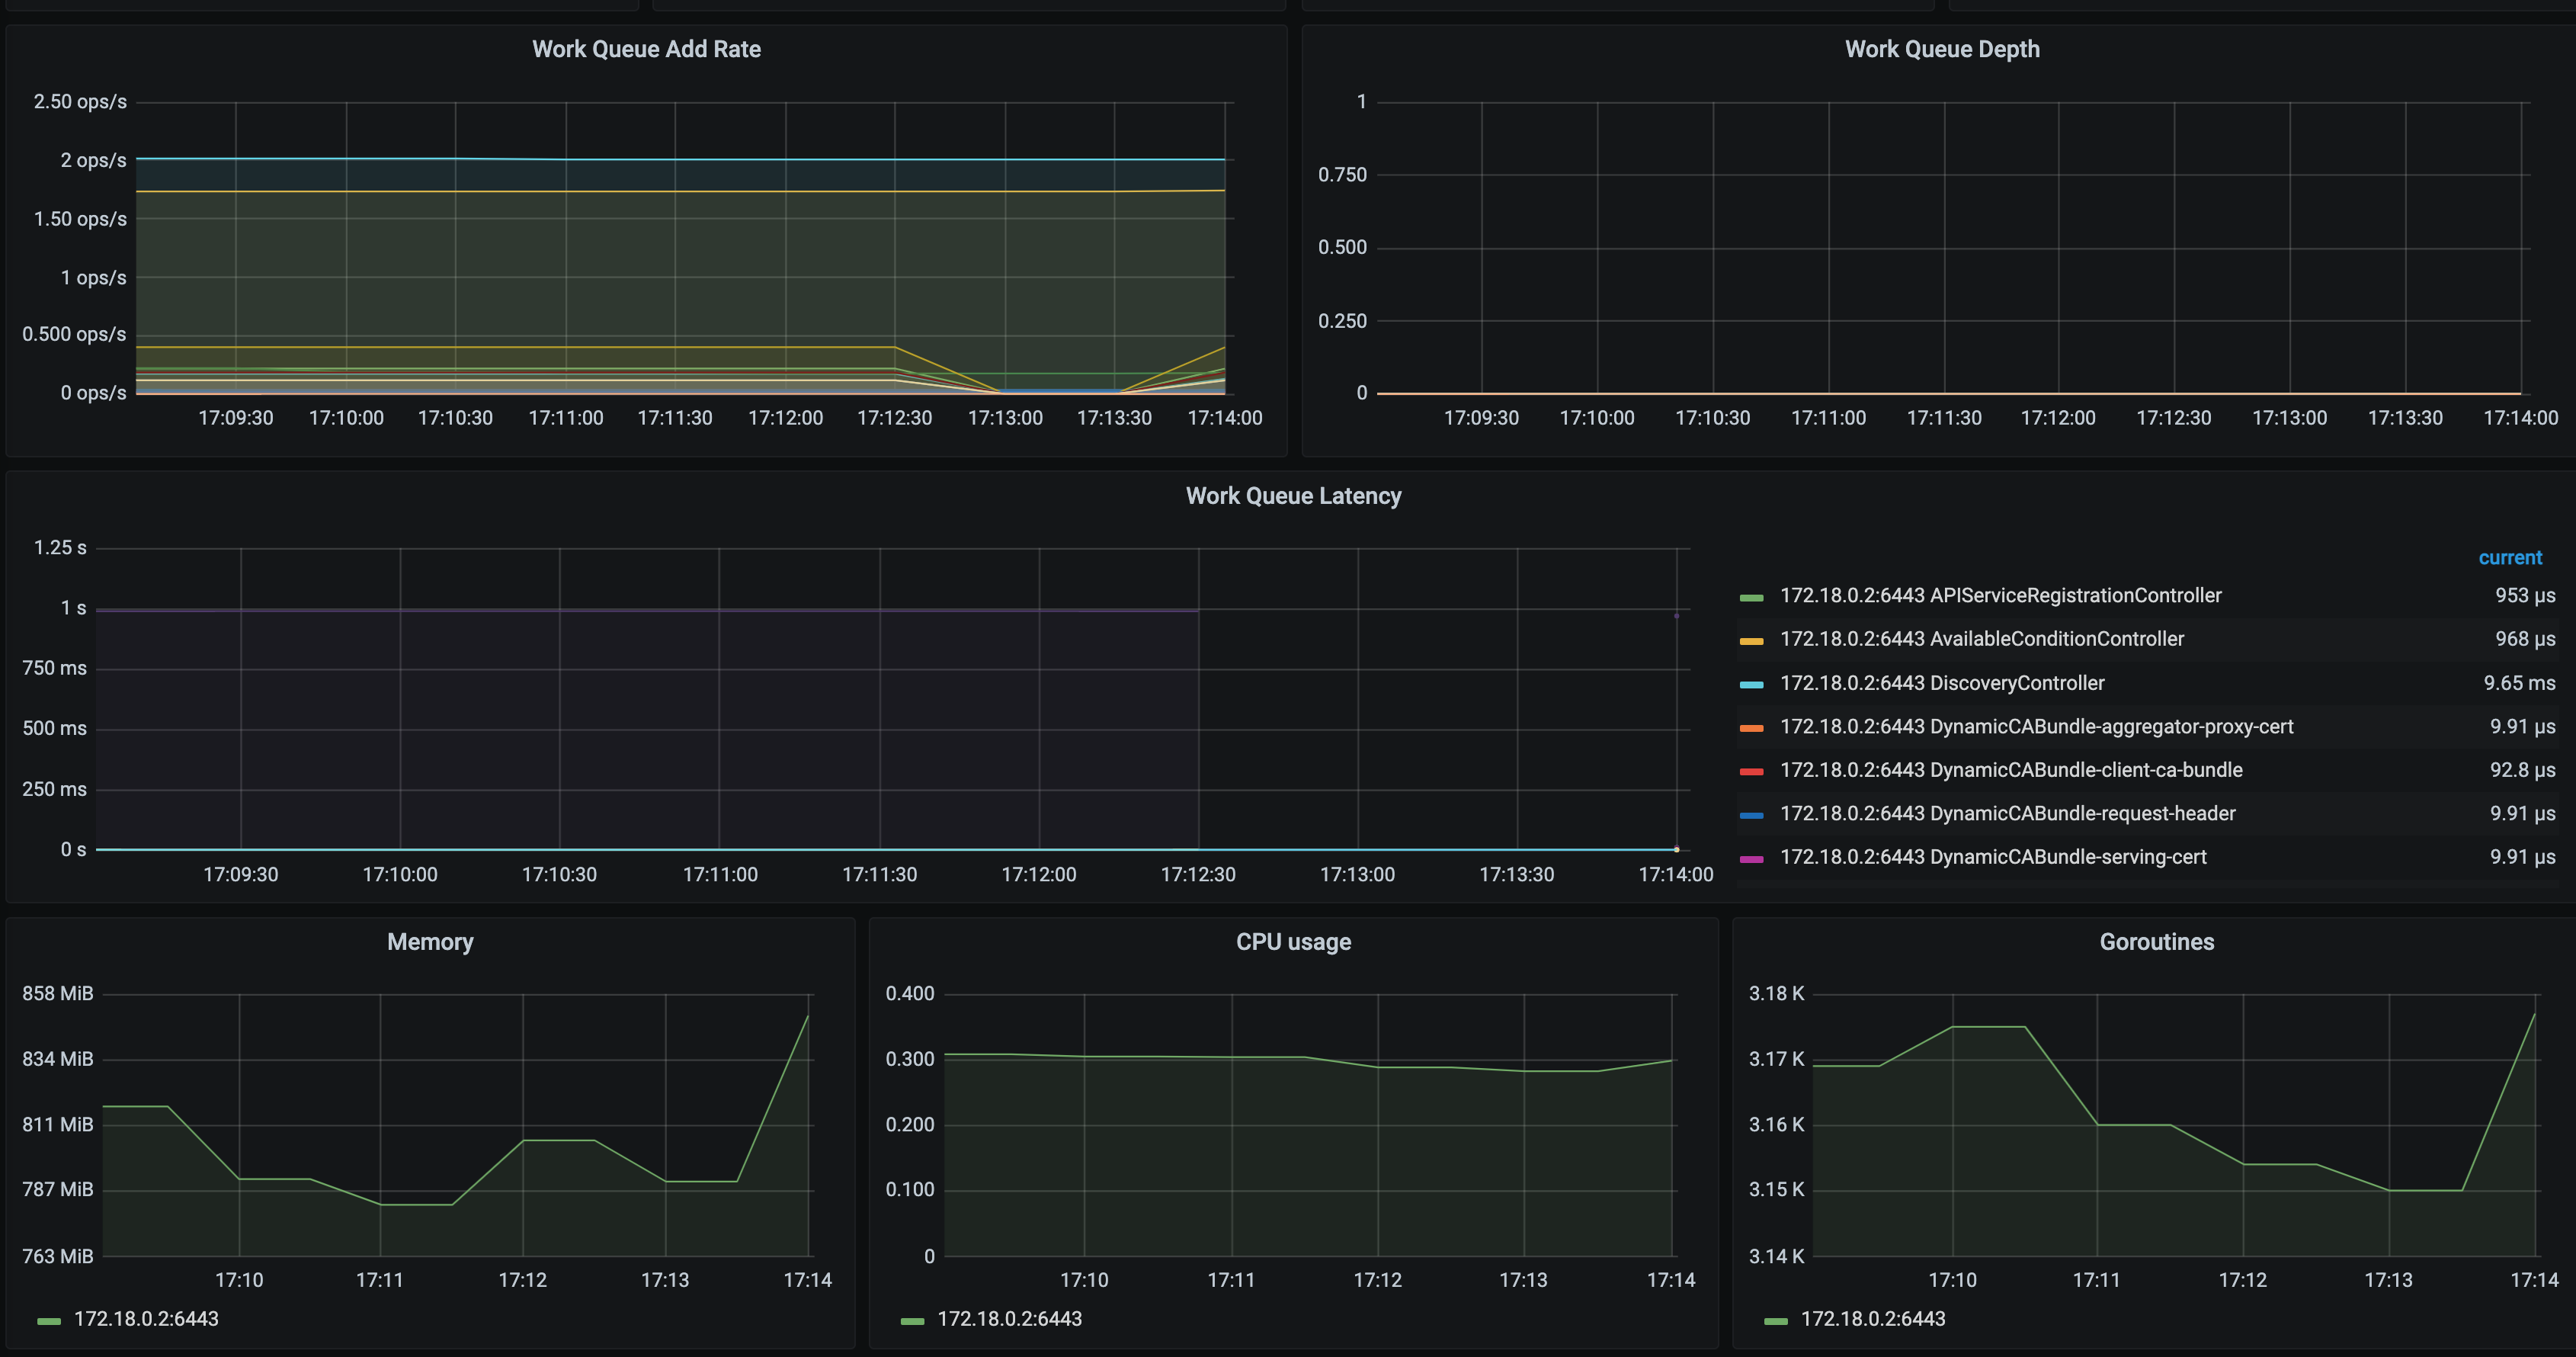 Work Queue Add Rate
2.50 ops/s
2 ops/s
1.50 ops/s
1 ops/s
0.500 ops/s
0 ops/s
17:09:30 17:10:00 17:10:30 17:11:00 17:11:30 17:12:00 17:12:30 17:13:00 17:13:30 17:14:00
Work Queue Depth
1
0.750
0.500
0.250
0
17:09:30 17:10:00 17:10:30 17:11:00 17:11:30 17:12:00 17:12:30 17:13:00 17:13:30 17:14:00
Work Queue Latency
1.25 s
1 s
750 ms
500 ms
250 ms
0 s
17:09:30 17:10:00 17:10:30 17:11:00 17:11:30 17:12:00 17:12:30 17:13:00 17:13:30 17:14:00
current
172.18.0.2:6443 APIServiceRegistrationController 953 µs
172.18.0.2:6443 AvailableConditionController 968 µs
172.18.0.2:6443 DiscoveryController 9.65 ms
172.18.0.2:6443 DynamicCABundle-aggregator-proxy-cert 9.91 µs
172.18.0.2:6443 DynamicCABundle-client-ca-bundle 92.8 µs
172.18.0.2:6443 DynamicCABundle-request-header 9.91 µs
172.18.0.2:6443 DynamicCABundle-serving-cert 9.91 µs
Memory
858 MiB
834 MiB
811 MiB
787 MiB
763 MiB
17:10 17:11 17:12 17:13 17:14
172.18.0.2:6443
CPU usage
0.400
0.300
0.200
0.100
0
17:10 17:11 17:12 17:13 17:14
172.18.0.2:6443
Goroutines
3.18 K
3.17 K
3.16 K
3.15 K
3.14 K
17:10 17:11 17:12 17:13 17:14
172.18.0.2:6443